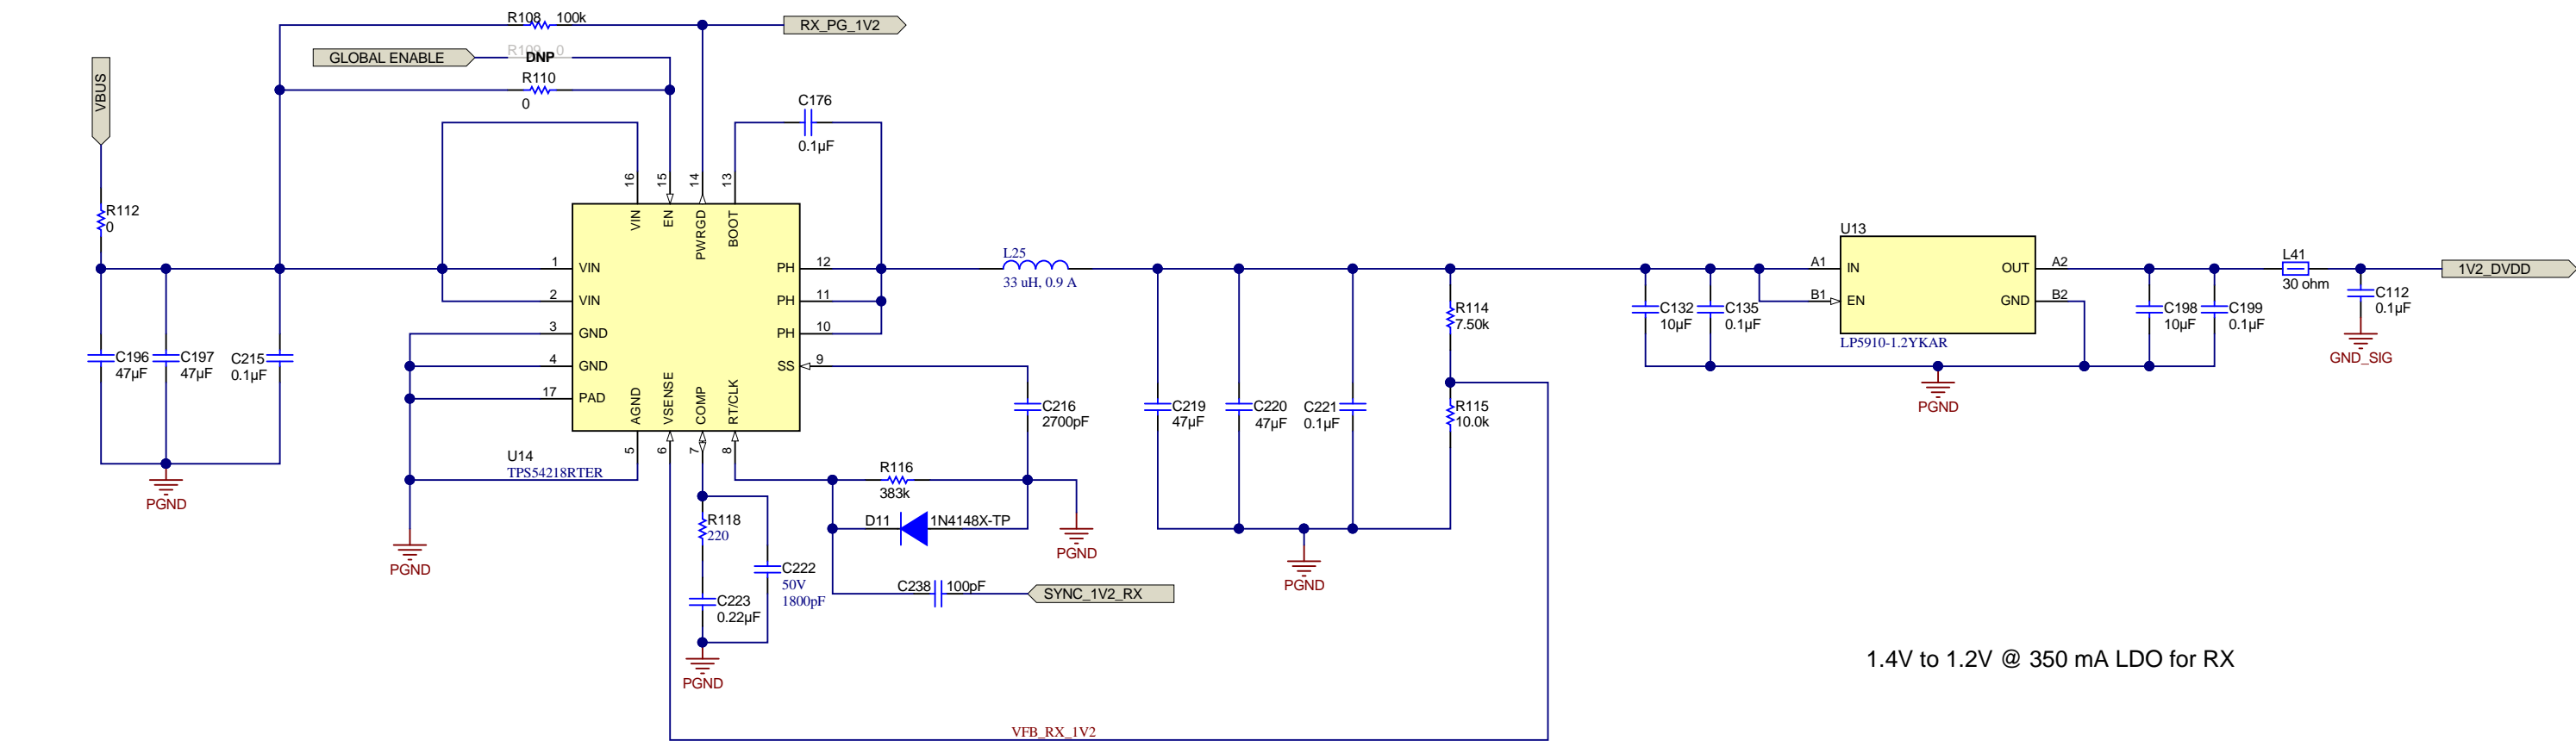 R108 100k
RX_PG_1V2
GLOBAL ENABLE
R109 0
DNP
R110
0
VBUS
C176
0.1µF
R112
0
16
15
14
13
VIN
EN
PWRGD
BOOT
1
VIN
2
VIN
3
GND
4
GND
17
PAD
PH
12
PH
11
PH
10
SS
9
AGND
VSENSE
COMP
RT/CLK
5
6
7
8
U14
TPS54218RTER
C196
47µF
C197
47µF
C215
0.1µF
PGND
PGND
L25
33 uH, 0.9 A
C216
2700pF
R116
383k
D11
1N4148X-TP
PGND
R118
220
C222
50V
1800pF
C223
0.22µF
PGND
C238 100pF
SYNC_1V2_RX
C219
47µF
C220
47µF
C221
0.1µF
R114
7.50k
R115
10.0k
PGND
VFB_RX_1V2
C132
10µF
C135
0.1µF
U13
A1
IN
B1
EN
OUT
A2
GND
B2
LP5910-1.2YKAR
PGND
C198
10µF
C199
0.1µF
L41
30 ohm
C112
0.1µF
GND_SIG
1V2_DVDD
1.4V to 1.2V @ 350 mA LDO for RX